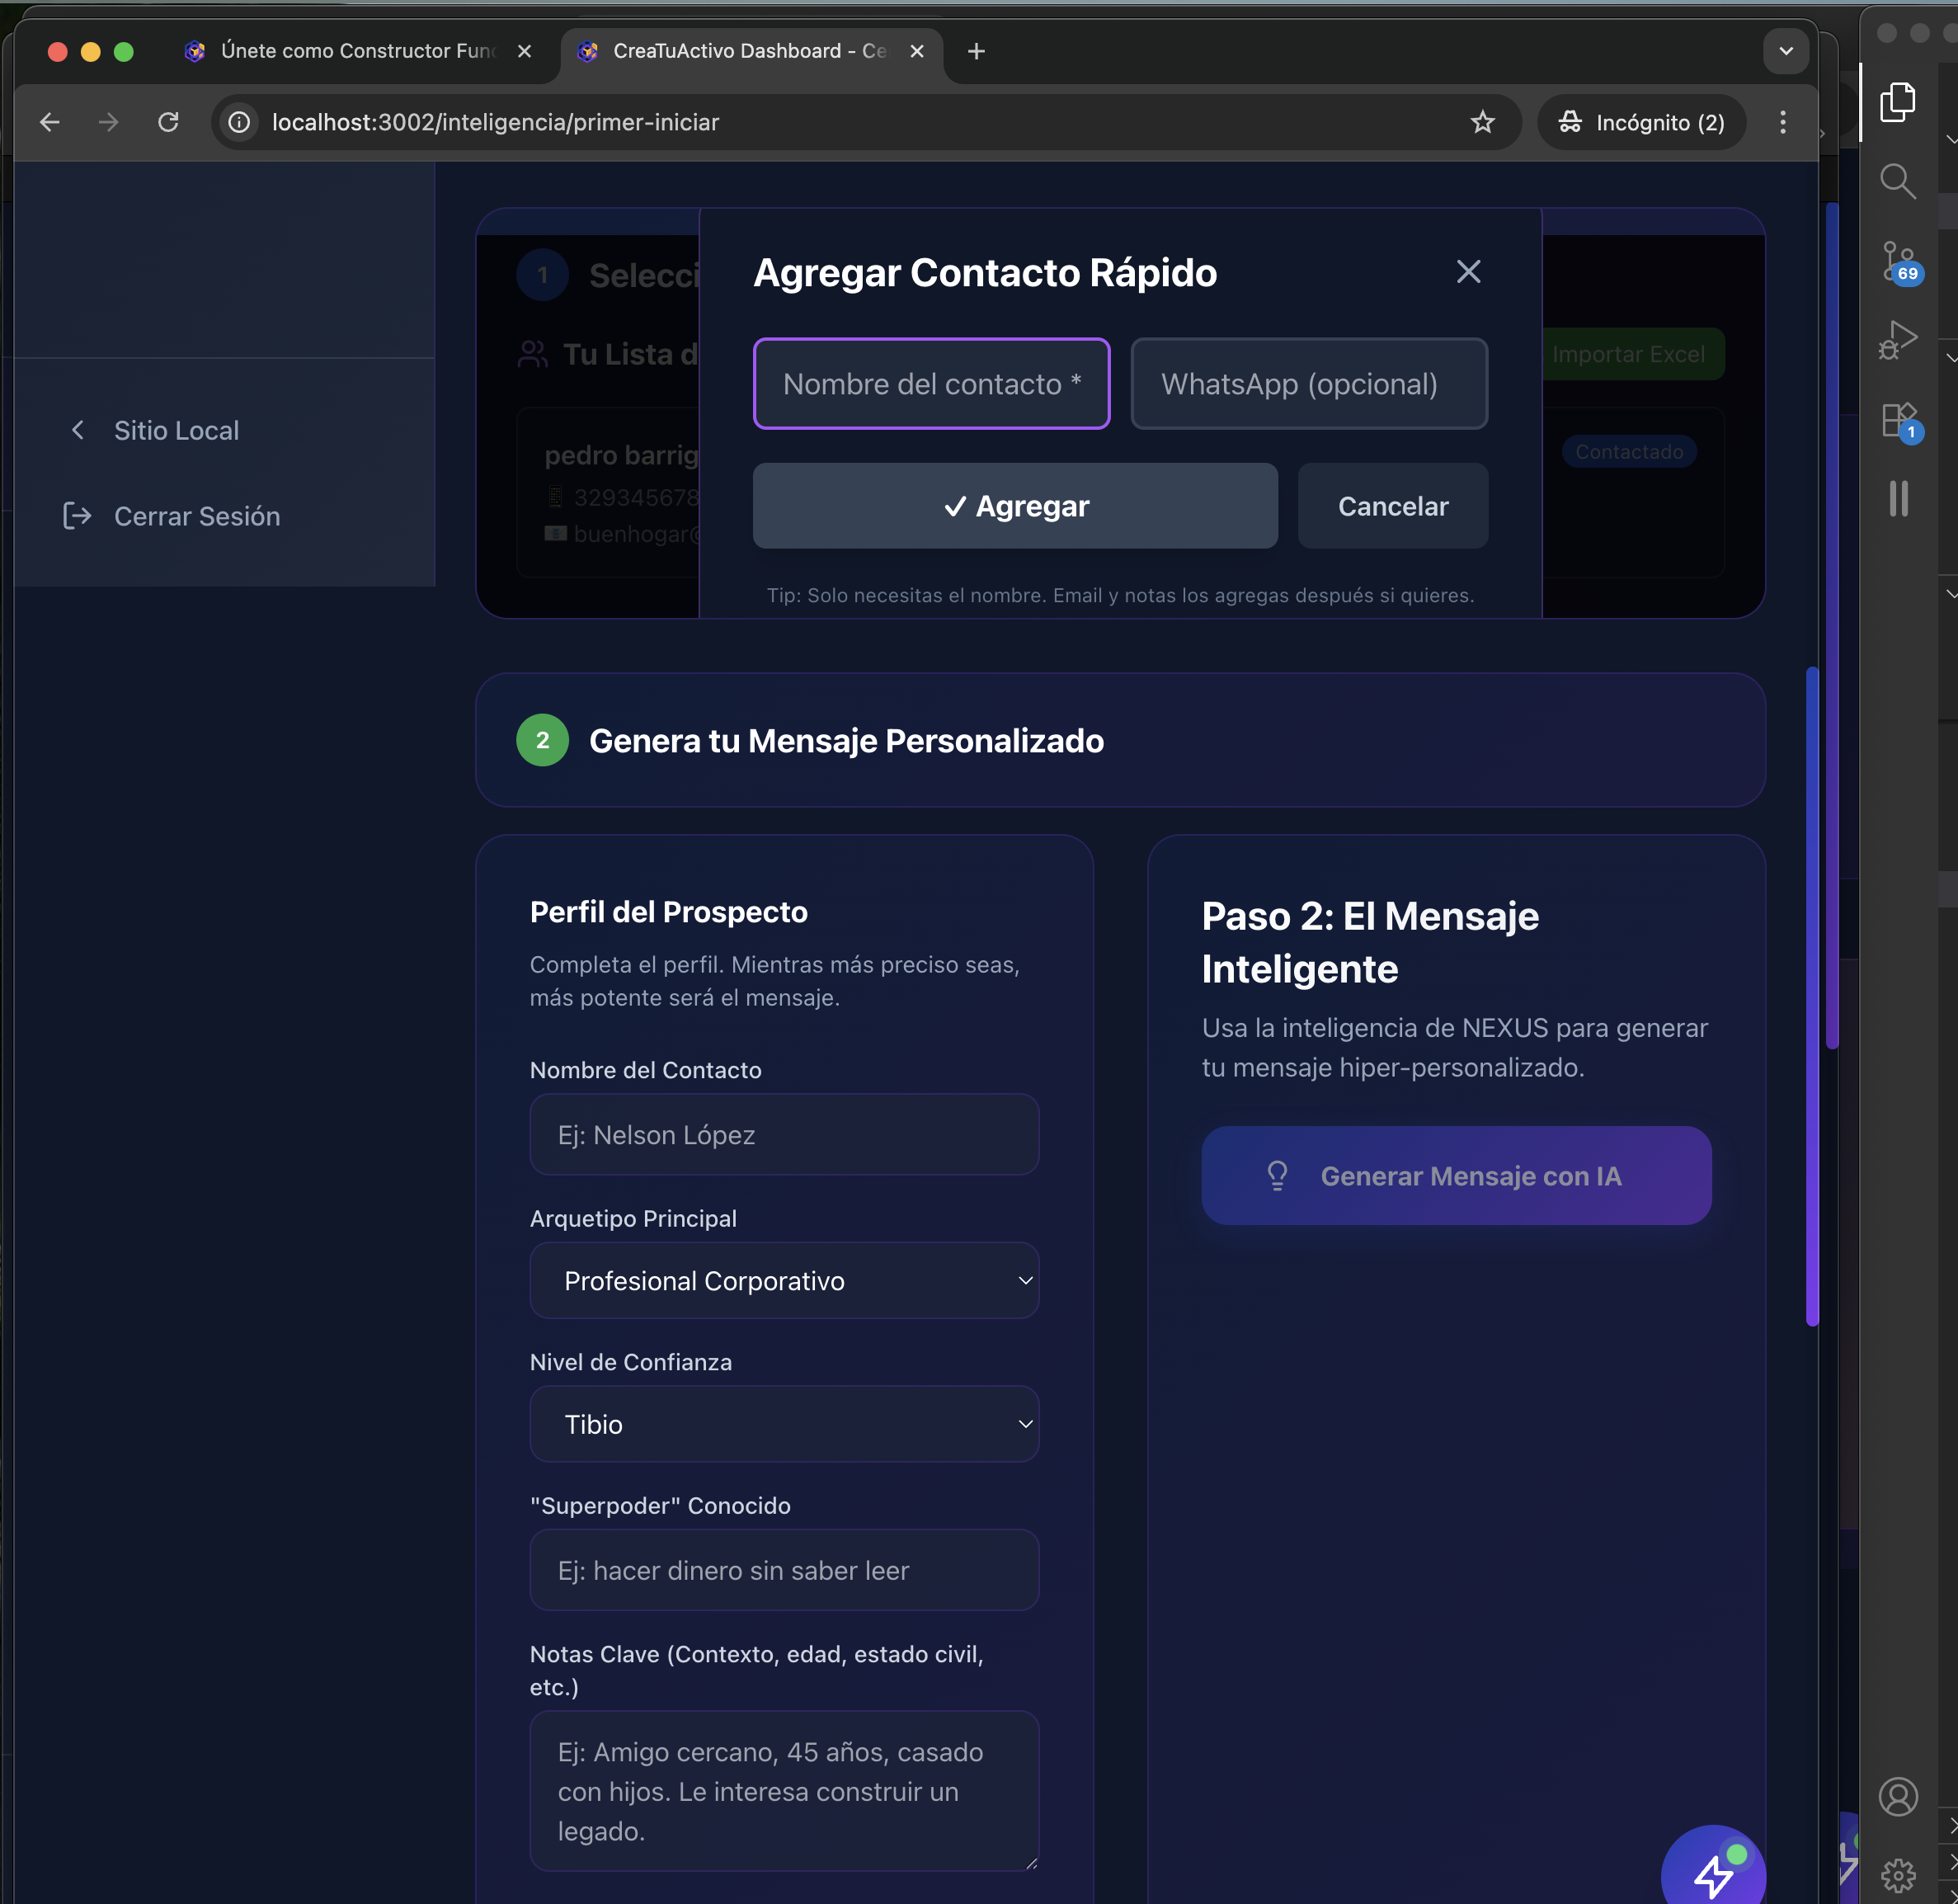 Únete como Constructor Func
CreaTuActivo Dashboard - Ce
localhost:3002/inteligencia/primer-iniciar
Incógnito (2)
69
1
Sitio Local
Cerrar Sesión
1
Selecci
Tu Lista d
Importar Excel
pedro barrig
329345678
buenhogar@
Contactado
Agregar Contacto Rápido
Nombre del contacto *
WhatsApp (opcional)
✓ Agregar
Cancelar
Tip: Solo necesitas el nombre. Email y notas los agregas después si quieres.
2
Genera tu Mensaje Personalizado
Perfil del Prospecto
Completa el perfil. Mientras más preciso seas,
más potente será el mensaje.
Nombre del Contacto
Ej: Nelson López
Arquetipo Principal
Profesional Corporativo
Nivel de Confianza
Tibio
"Superpoder" Conocido
Ej: hacer dinero sin saber leer
Notas Clave (Contexto, edad, estado civil,
etc.)
Ej: Amigo cercano, 45 años, casado
con hijos. Le interesa construir un
legado.
Paso 2: El Mensaje
Inteligente
Usa la inteligencia de NEXUS para generar
tu mensaje hiper-personalizado.
Generar Mensaje con IA